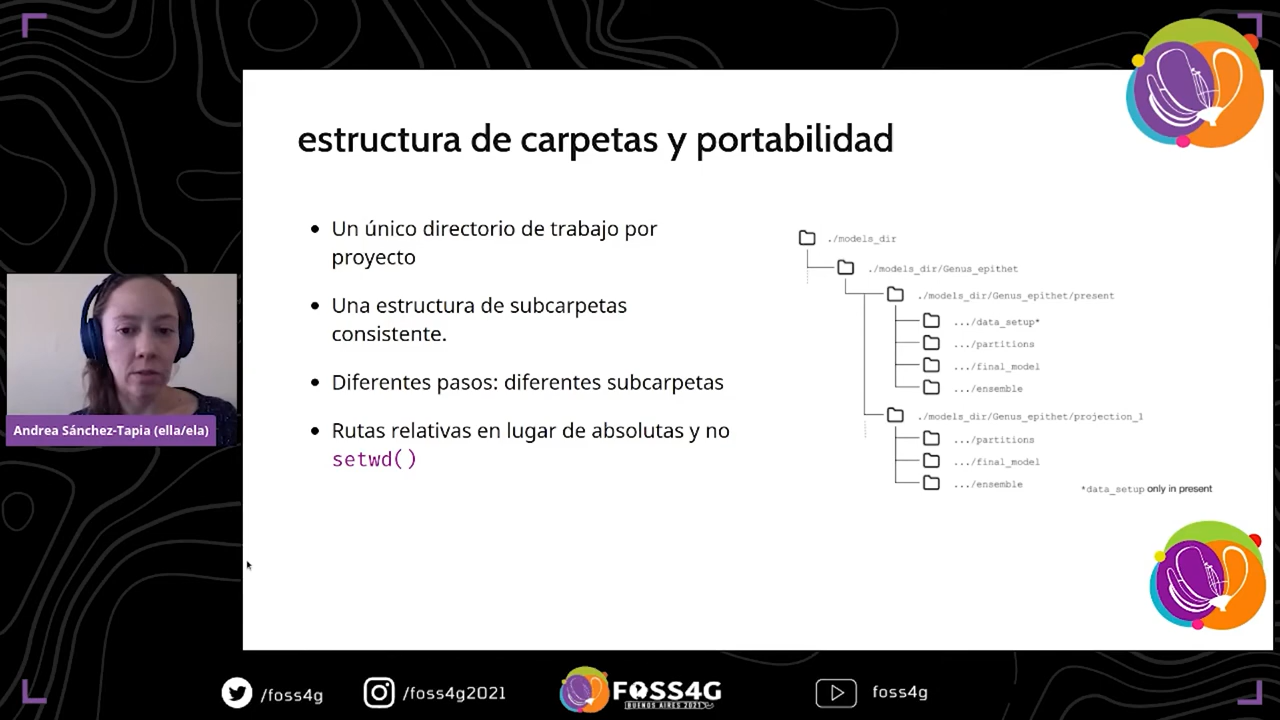 estructura de carpetas y portabilidad
Un único directorio de trabajo por
proyecto
Una estructura de subcarpetas
consistente.
Diferentes pasos: diferentes subcarpetas
Rutas relativas en lugar de absolutas y no
setwd()
./models_dir
./models_dir/Genus_epithet
./models_dir/Genus_epithet/present
.../data_setup*
.../partitions
.../final_model
.../ensemble
./models_dir/Genus_epithet/projection_1
.../partitions
.../final_model
.../ensemble
*data_setup only in present
Andrea Sánchez-Tapia (ella/ela)
/foss4g
/foss4g2021
FOSS4G
BUENOS AIRES 2021
foss4g